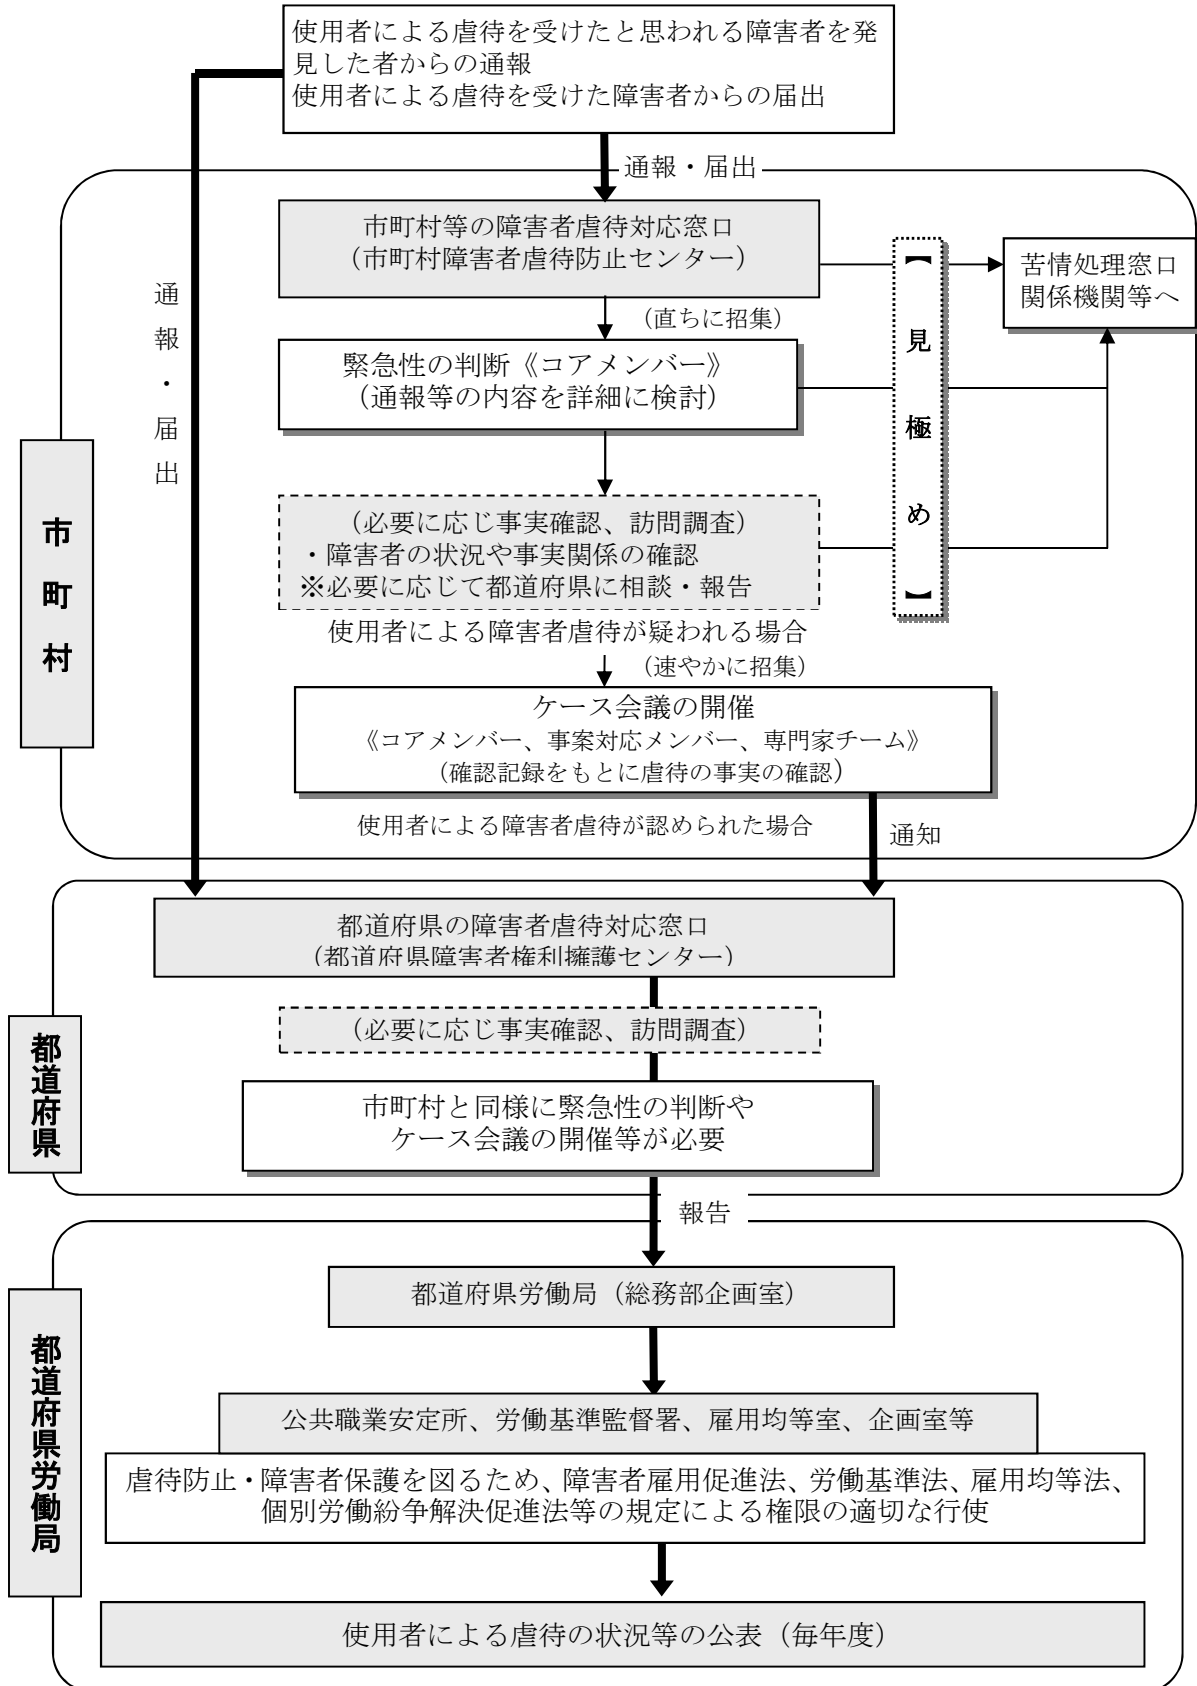 使用者による虐待を受けたと思われる障害者を発
見した者からの通報
使用者による虐待を受けた障害者からの届出
通報・届出
市町村等の障害者虐待対応窓口
（市町村障害者虐待防止センター）
苦情処理窓口
関係機関等へ
【見極め】
通報・届出
（直ちに招集）
緊急性の判断《コアメンバー》
（通報等の内容を詳細に検討）
市町村
（必要に応じ事実確認、訪問調査）
・障害者の状況や事実関係の確認
※必要に応じて都道府県に相談・報告
使用者による障害者虐待が疑われる場合
（速やかに招集）
ケース会議の開催
《コアメンバー、事案対応メンバー、専門家チーム》
（確認記録をもとに虐待の事実の確認）
使用者による障害者虐待が認められた場合
通知
都道府県の障害者虐待対応窓口
（都道府県障害者権利擁護センター）
都道府県
（必要に応じ事実確認、訪問調査）
市町村と同様に緊急性の判断や
ケース会議の開催等が必要
報告
都道府県労働局
都道府県労働局（総務部企画室）
公共職業安定所、労働基準監督署、雇用均等室、企画室等
虐待防止・障害者保護を図るため、障害者雇用促進法、労働基準法、雇用均等法、
個別労働紛争解決促進法等の規定による権限の適切な行使
使用者による虐待の状況等の公表（毎年度）